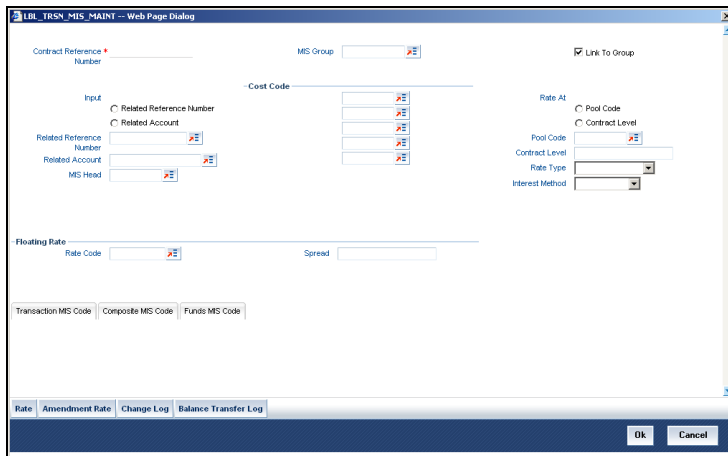 LBL_TRSN_MIS_MAINT -- Web Page Dialog
Contract Reference * Number
MIS Group
Link To Group
Cost Code
Input
Related Reference Number
Related Account
Rate At
Pool Code
Contract Level
Related Reference Number
Related Account
MIS Head
Pool Code
Contract Level
Rate Type
Interest Method
Floating Rate
Rate Code
Spread
Transaction MIS Code Composite MIS Code Funds MIS Code
Rate Amendment Rate Change Log Balance Transfer Log
Ok Cancel